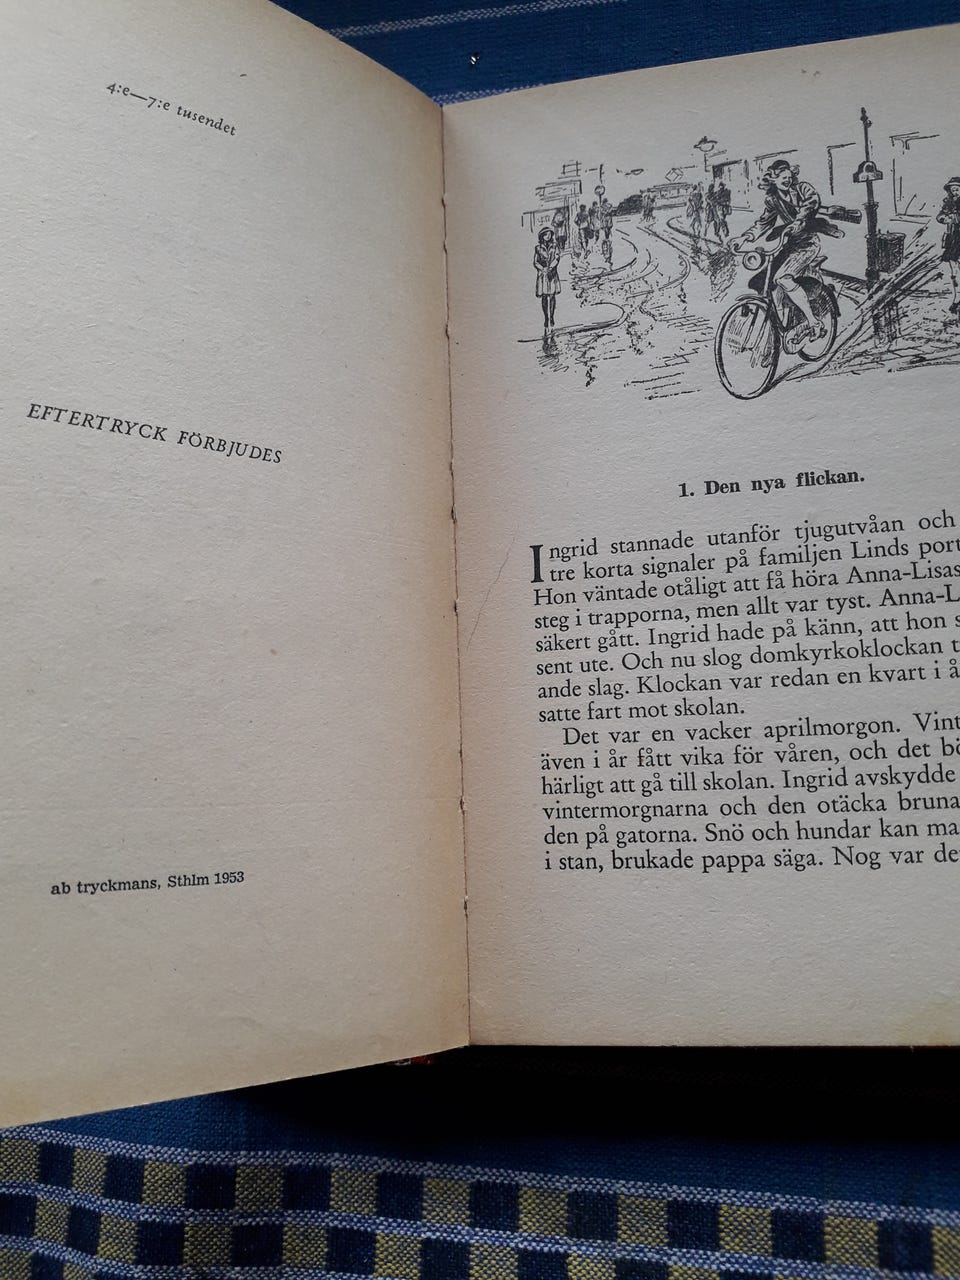 4:e—7:e tusendet
EFTERTRYCK FÖRBJUDES
ab tryckmans, Sthlm 1953
1. Den nya flickan.
Ingrid stannade utanför tjugutvåan och
tre korta signaler på familjen Linds port
Hon väntade otåligt att få höra Anna-Lisas
steg i trapporna, men allt var tyst. Anna-L
säkert gått. Ingrid hade på känn, att hon s
sent ute. Och nu slog domkyrkoklockan t
ande slag. Klockan var redan en kvart i å
satte fart mot skolan.
Det var en vacker aprilmorgon. Vint
även i år fått vika för våren, och det bö
härligt att gå till skolan. Ingrid avskydde
vintermorgnarna och den otäcka bruna
den på gatorna. Snö och hundar kan ma
i stan, brukade pappa säga. Nog var de